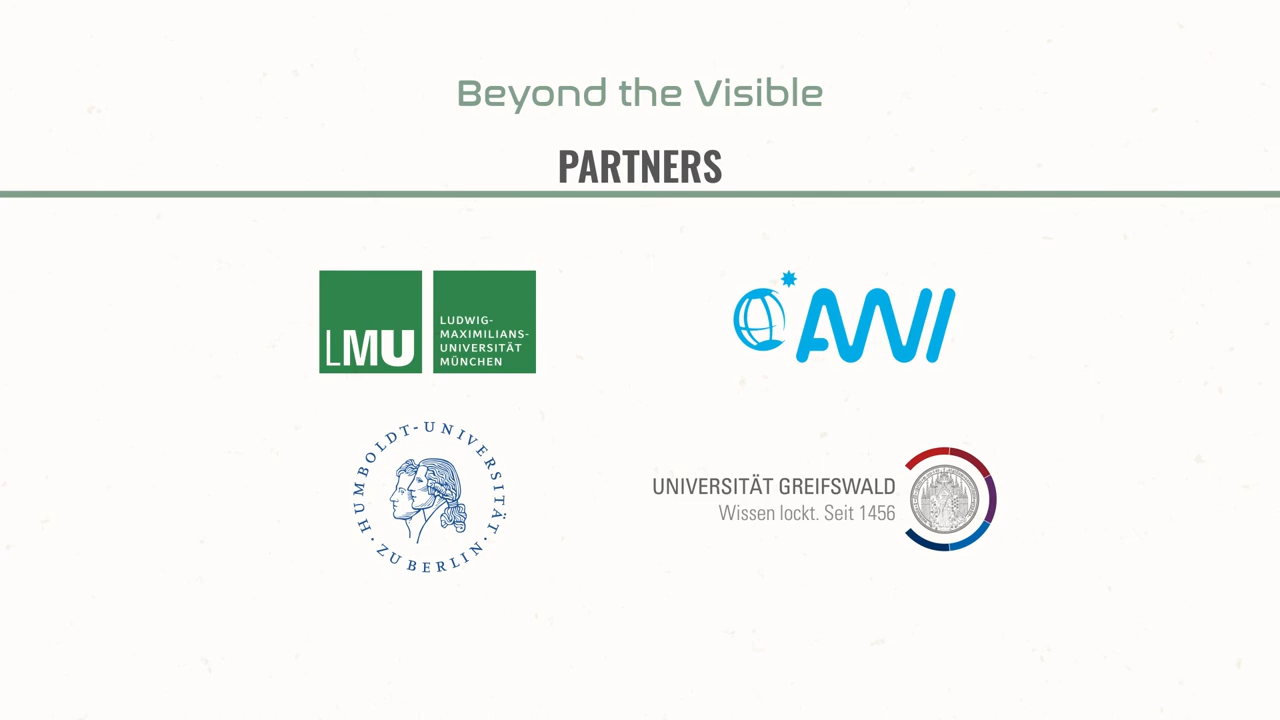 Beyond the Visible
PARTNERS
LMU
LUDWIG-
MAXIMILIANS-
UNIVERSITÄT
MÜNCHEN
AWI
HUMBOLDT-UNIVERSITÄT
· ZU BERLIN ·
UNIVERSITÄT GREIFSWALD
Wissen lockt. Seit 1456